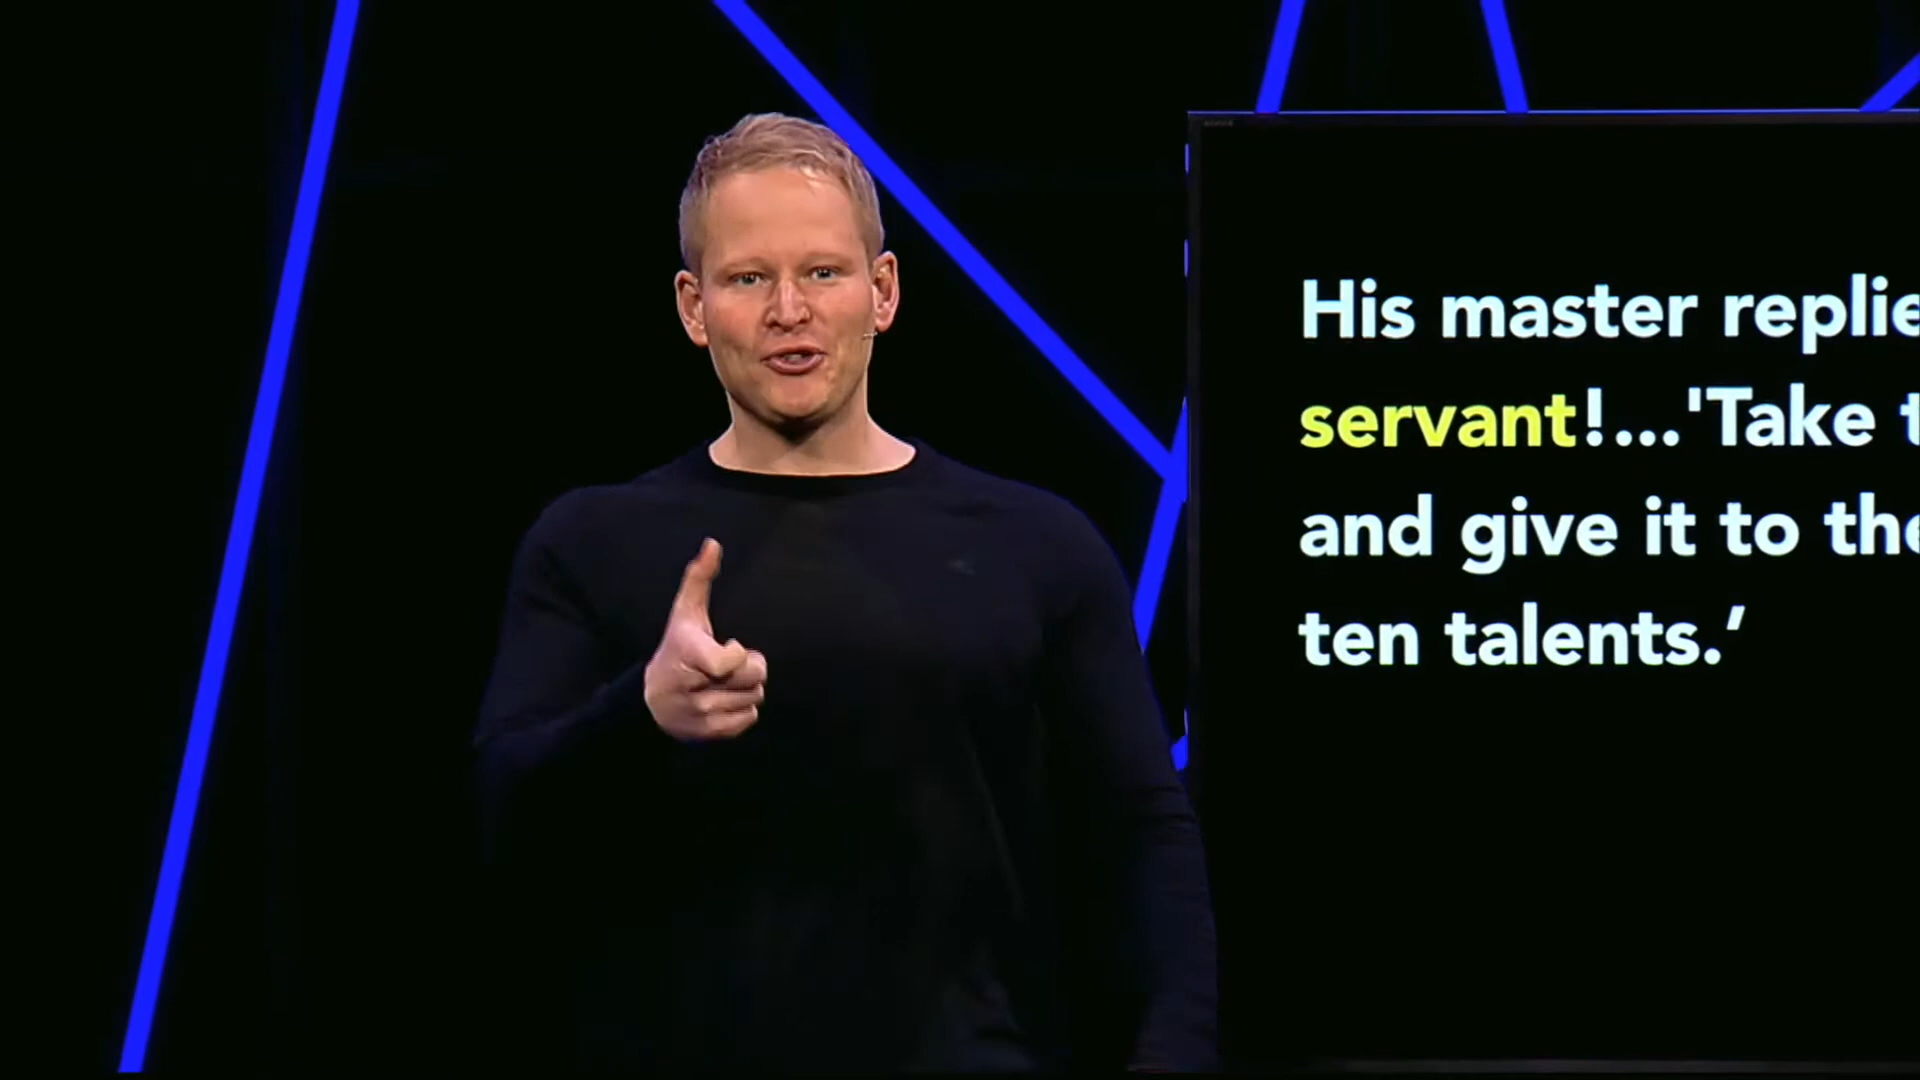 His master replie
servant!...'Take t
and give it to the
ten talents.’